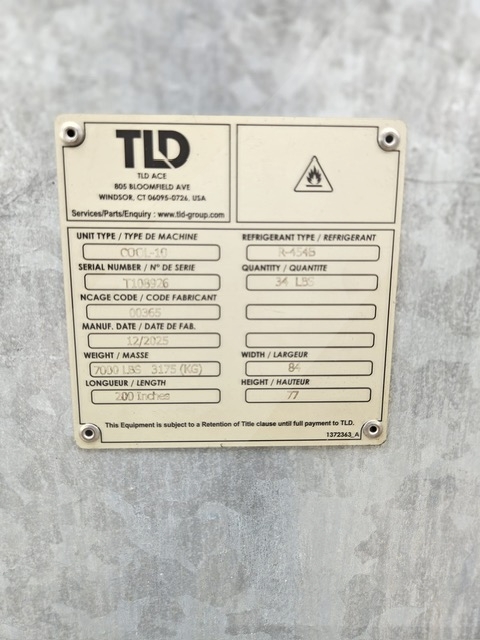 TLD
TLD ACE
805 BLOOMFIELD AVE
WINDSOR, CT 06095-0726. USA
Services/Parts/Enquiry : www.tld-group.com
UNIT TYPE / TYPE DE MACHINE
COOL-10
SERIAL NUMBER / Nº DE SERIE
T108926
NCAGE CODE / CODE FABRICANT
00365
MANUF. DATE / DATE DE FAB.
12/2025
WEIGHT / MASSE
7000 LBS 3175 (KG)
LONGUEUR / LENGTH
200 Inches
REFRIGERANT TYPE / REFRIGERANT
R-454B
QUANTITY / QUANTITE
34 LBS
WIDTH / LARGEUR
84
HEIGHT / HAUTEUR
77
This Equipment is subject to a Retention of Title clause until full payment to TLD.
1372363_A